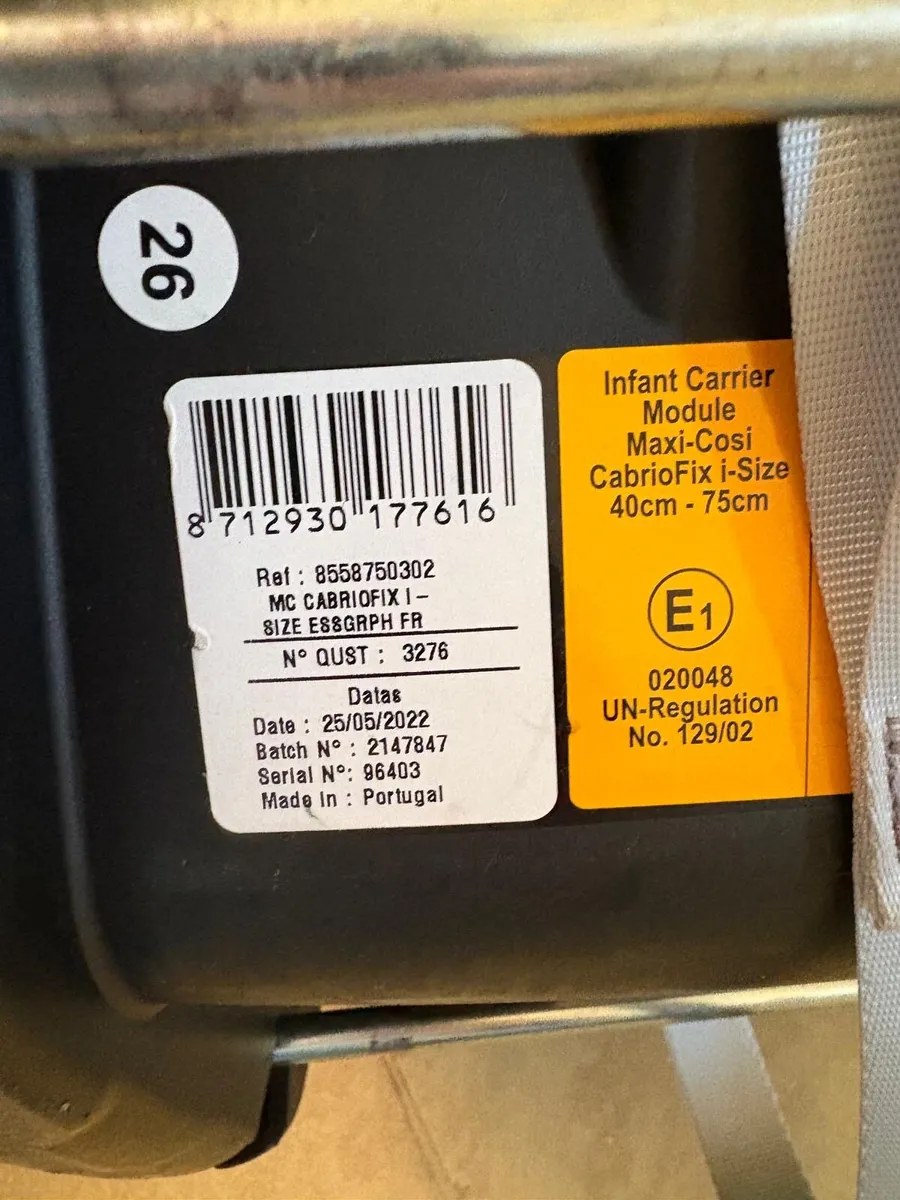 26
8 712930 177616
Ref : 8558750302
MC CABRIOFIX I-
SIZE ESSGRPH FR
N° QUST : 3276
Datas
Date : 25/05/2022
Batch N° : 2147847
Serial N°: 96403
Made In : Portugal
Infant Carrier
Module
Maxi-Cosi
CabrioFix i-Size
40cm - 75cm
E1
020048
UN-Regulation
No. 129/02